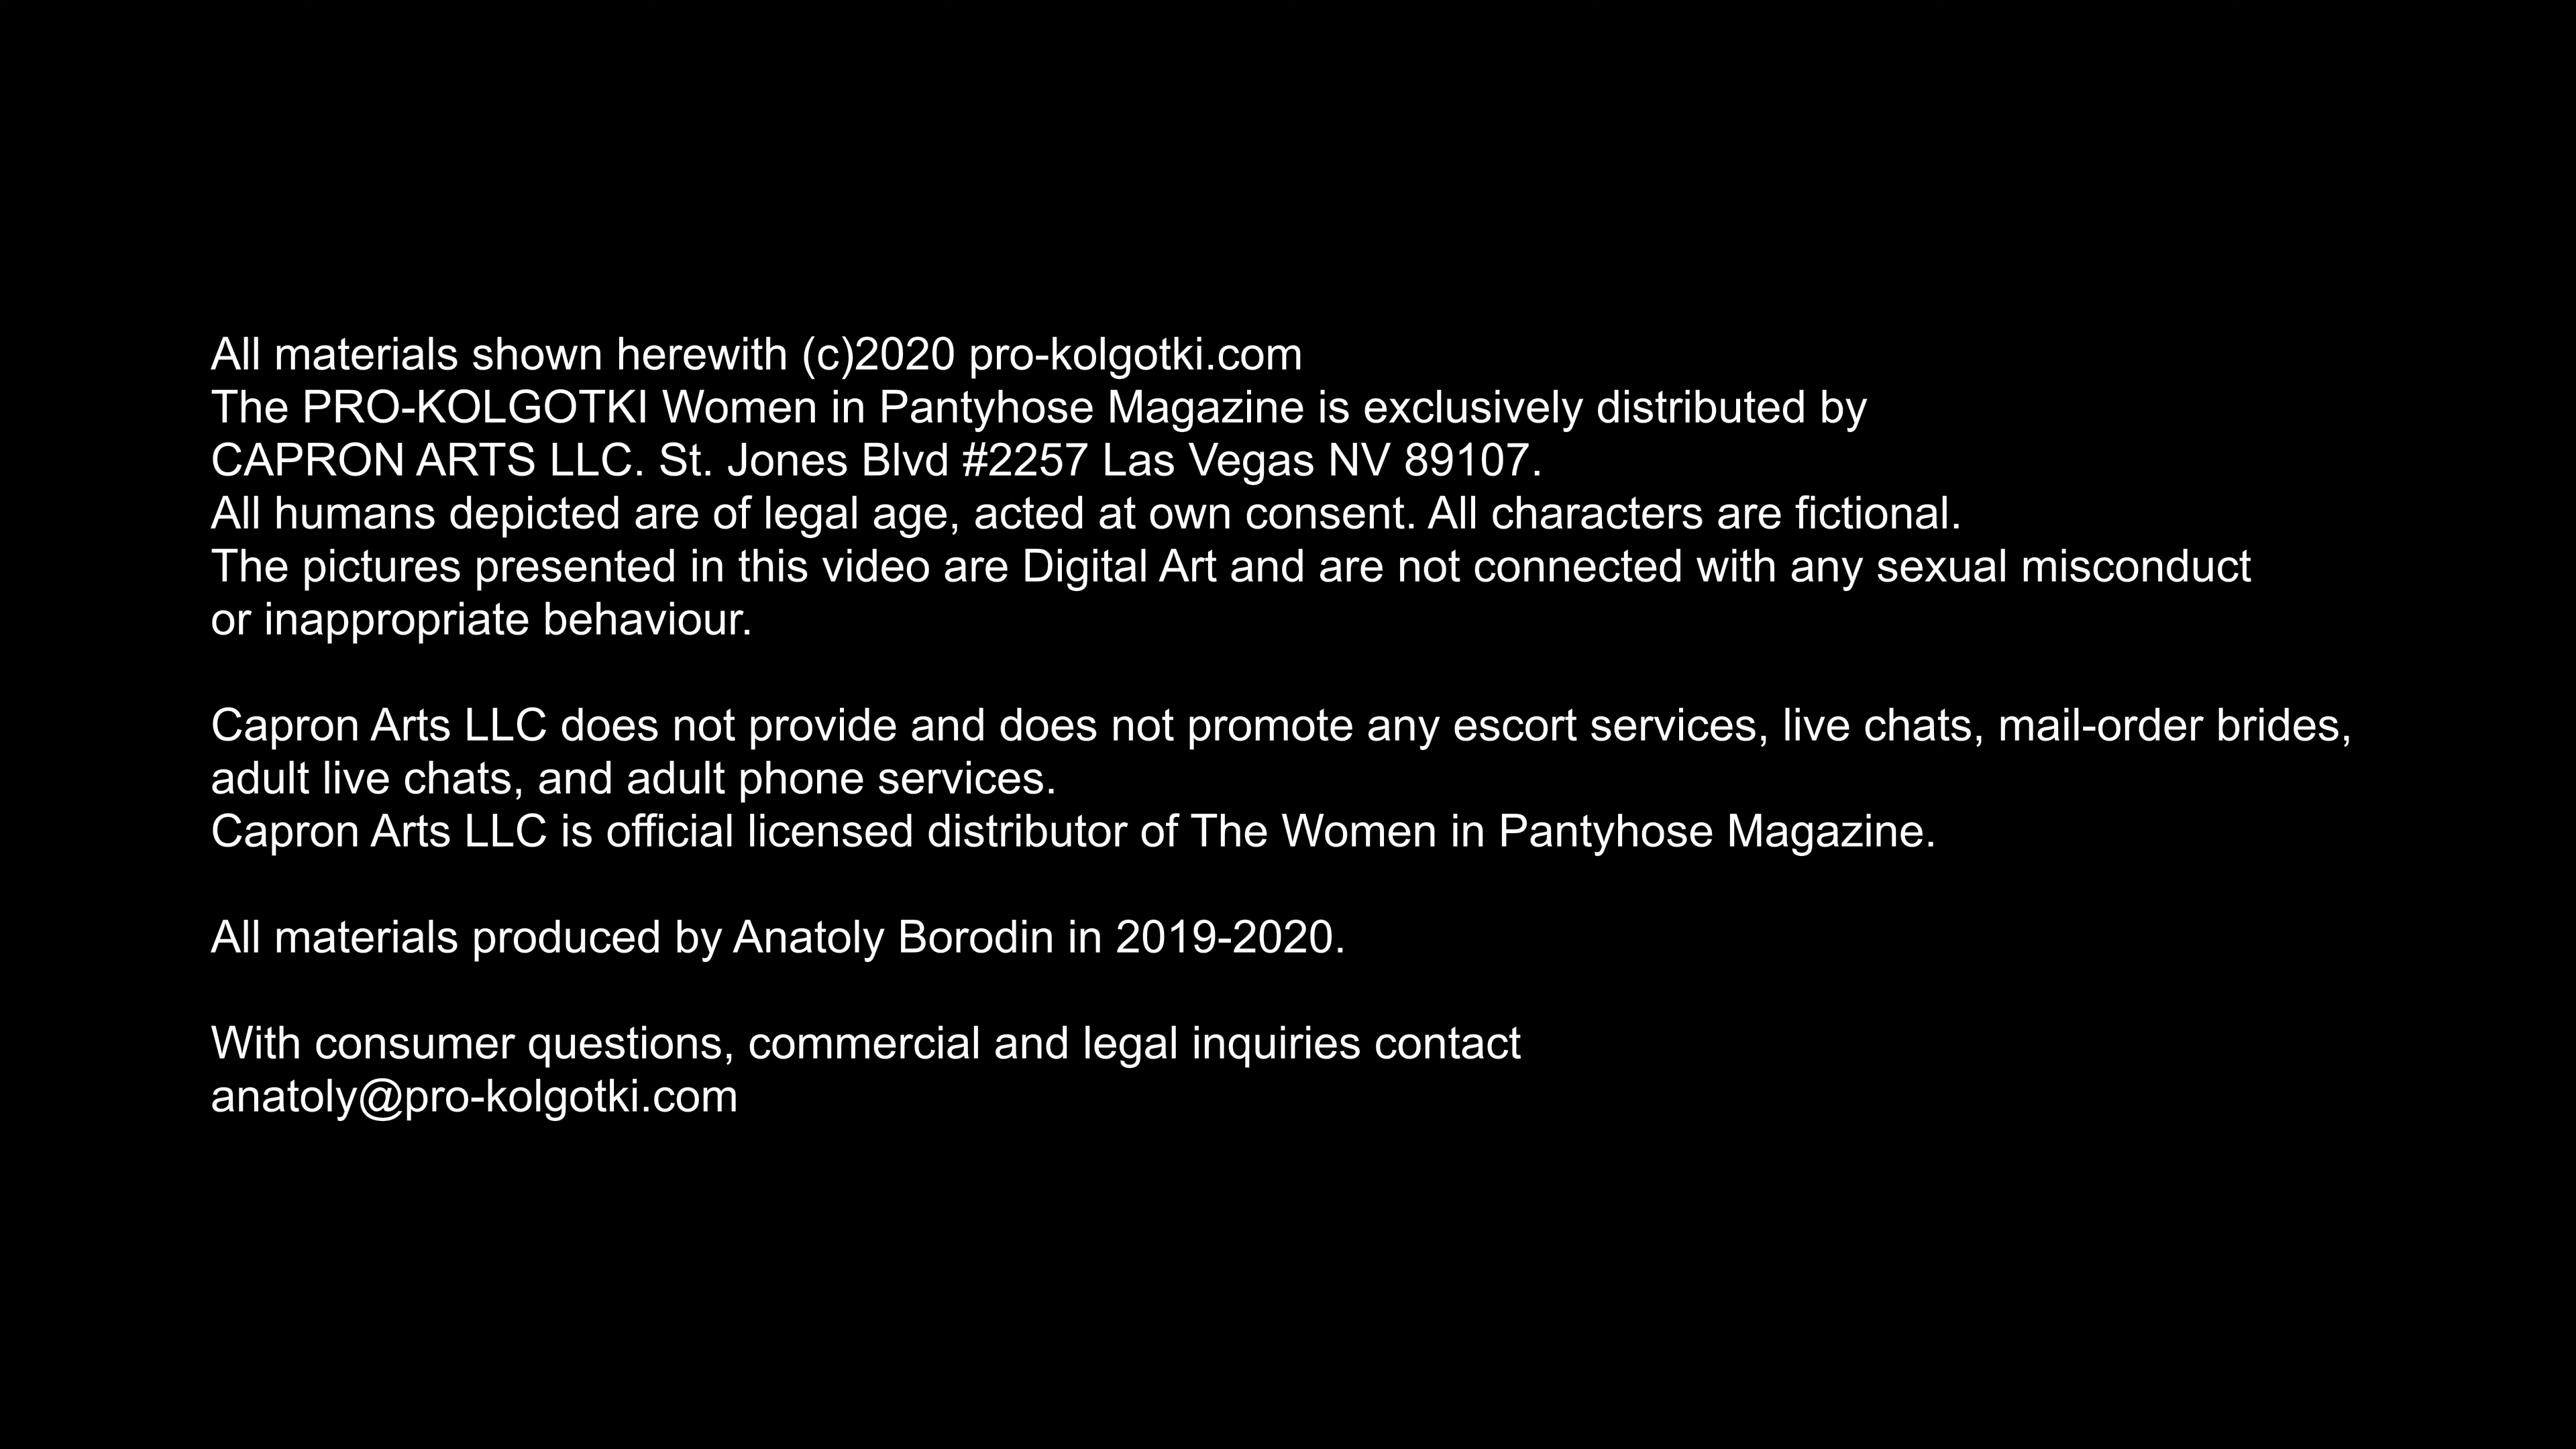 All materials shown herewith (c)2020 pro-kolgotki.com
The PRO-KOLGOTKI Women in Pantyhose Magazine is exclusively distributed by
CAPRON ARTS LLC. St. Jones Blvd #2257 Las Vegas NV 89107.
All humans depicted are of legal age, acted at own consent. All characters are fictional.
The pictures presented in this video are Digital Art and are not connected with any sexual misconduct
or inappropriate behaviour.
Capron Arts LLC does not provide and does not promote any escort services, live chats, mail-order brides,
adult live chats, and adult phone services.
Capron Arts LLC is official licensed distributor of The Women in Pantyhose Magazine.
All materials produced by Anatoly Borodin in 2019-2020.
With consumer questions, commercial and legal inquiries contact
anatoly@pro-kolgotki.com